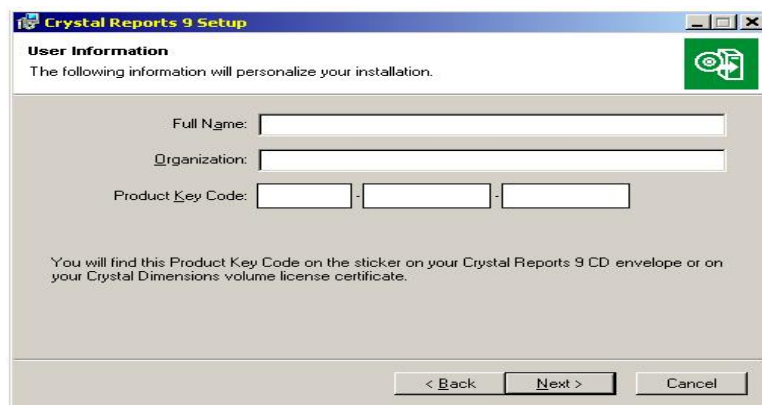 Crystal Reports 9 Setup
User Information
The following information will personalize your installation.
Full Name:
Organization:
Product Key Code: - -
You will find this Product Key Code on the sticker on your Crystal Reports 9 CD envelope or on
your Crystal Dimensions volume license certificate.
< Back Next > Cancel